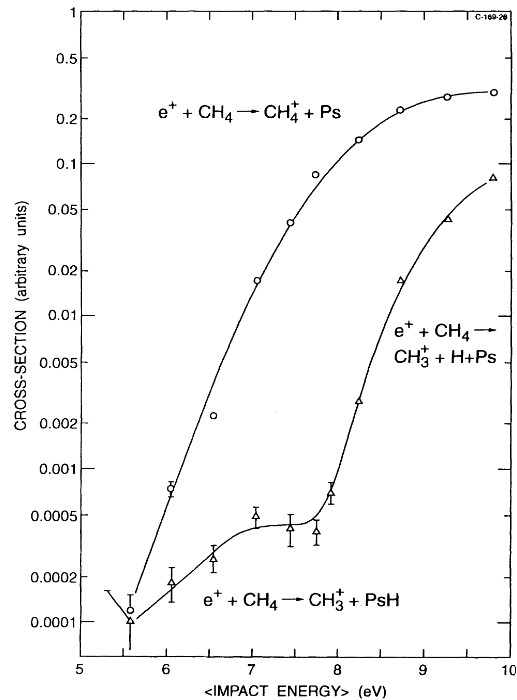 C-169-26
1
0.5
0.2
0.1
0.05
0.02
0.01
0.005
0.002
0.001
0.0005
0.0002
0.0001
CROSS-SECTION (arbitrary units)
e⁺ + CH₄ → CH₄⁺ + Ps
e⁺ + CH₄ →
CH₃⁺ + H+Ps
e⁺ + CH₄ → CH₃⁺ + PsH
5 6 7 8 9 10
<IMPACT ENERGY> (eV)